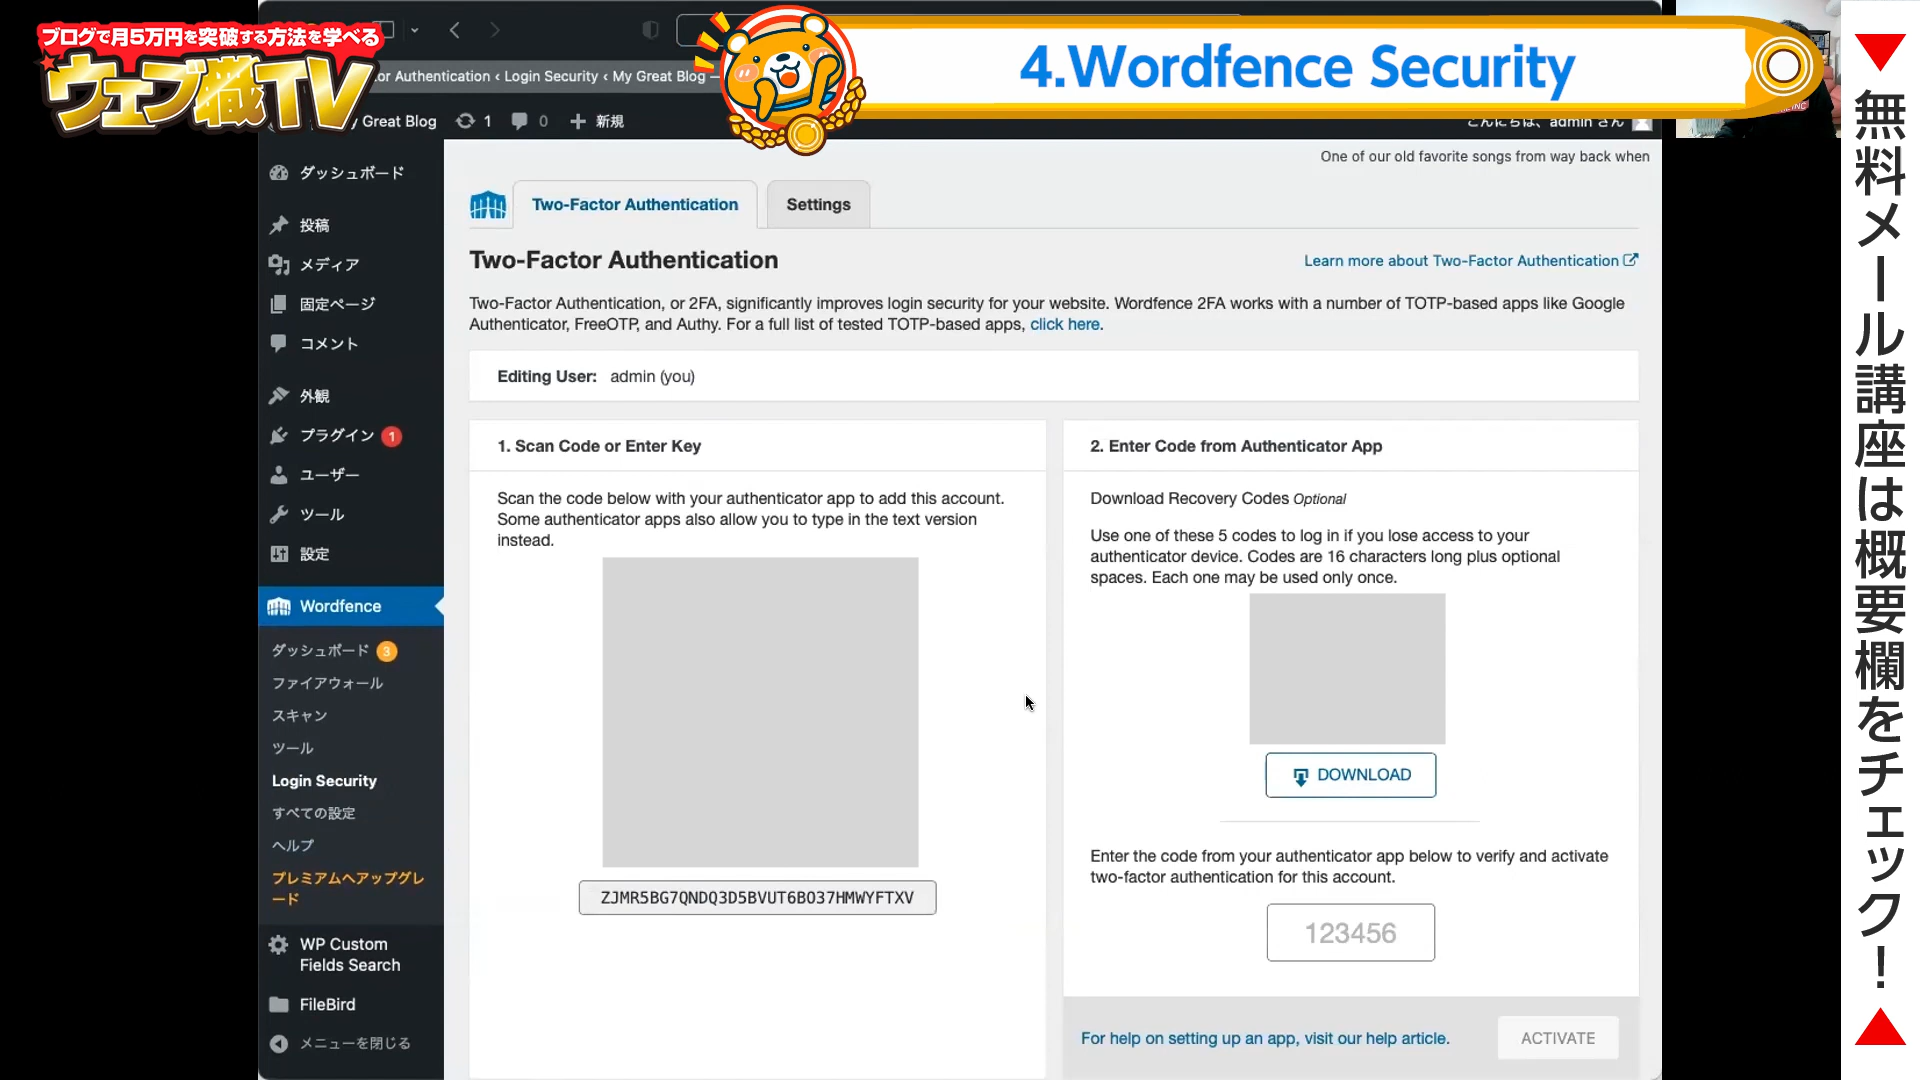 ブログで月5万円を突破する方法を学べる
ウェブ職TV
4.Wordfence Security
or Authentication ‹ Login Security ‹ My Great Blog —
Great Blog
1
0
新規
こんにちは、admin さん
One of our old favorite songs from way back when
ダッシュボード
投稿
メディア
固定ページ
コメント
外観
プラグイン 1
ユーザー
ツール
設定
Wordfence
ダッシュボード 3
ファイアウォール
スキャン
ツール
Login Security
すべての設定
ヘルプ
プレミアムへアップグレ
ード
WP Custom
Fields Search
FileBird
メニューを閉じる
Two-Factor Authentication
Settings
Two-Factor Authentication
Learn more about Two-Factor Authentication
Two-Factor Authentication, or 2FA, significantly improves login security for your website. Wordfence 2FA works with a number of TOTP-based apps like Google
Authenticator, FreeOTP, and Authy. For a full list of tested TOTP-based apps, click here.
Editing User: admin (you)
1. Scan Code or Enter Key
Scan the code below with your authenticator app to add this account.
Some authenticator apps also allow you to type in the text version
instead.
ZJMR5BG7QNDQ3D5BVUT6BO37HMWYFTXV
2. Enter Code from Authenticator App
Download Recovery Codes Optional
Use one of these 5 codes to log in if you lose access to your
authenticator device. Codes are 16 characters long plus optional
spaces. Each one may be used only once.
DOWNLOAD
Enter the code from your authenticator app below to verify and activate
two-factor authentication for this account.
123456
For help on setting up an app, visit our help article.
ACTIVATE
無料メール講座は概要欄をチェック！